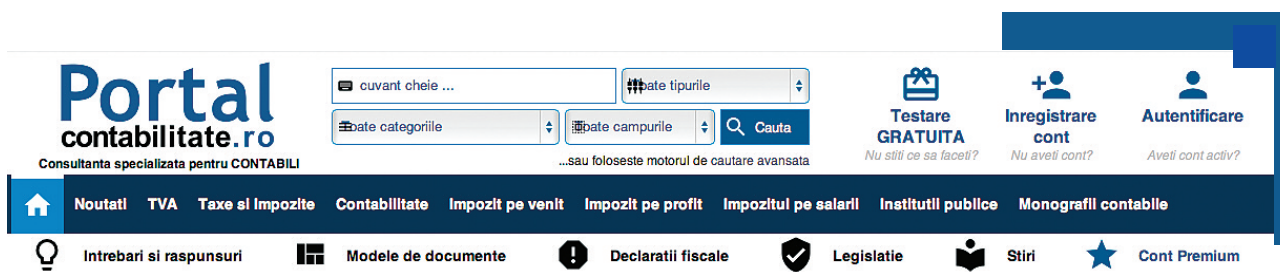 Portal
contabilitate.ro
Consultanta specializata pentru CONTABILI
cuvant cheie ...
oate tipurile
oate categoriile
oate campurile
Cauta
...sau foloseste motorul de cautare avansata
Testare
GRATUITA
Nu stiti ce sa faceti?
Inregistrare
cont
Nu aveti cont?
Autentificare
Aveti cont activ?
Noutati TVA Taxe si Impozite Contabilitate Impozit pe venit Impozit pe profit Impozitul pe salarii Institutii publice Monografii contabile
Intrebari si raspunsuri Modele de documente Declaratii fiscale Legislatie Stiri Cont Premium